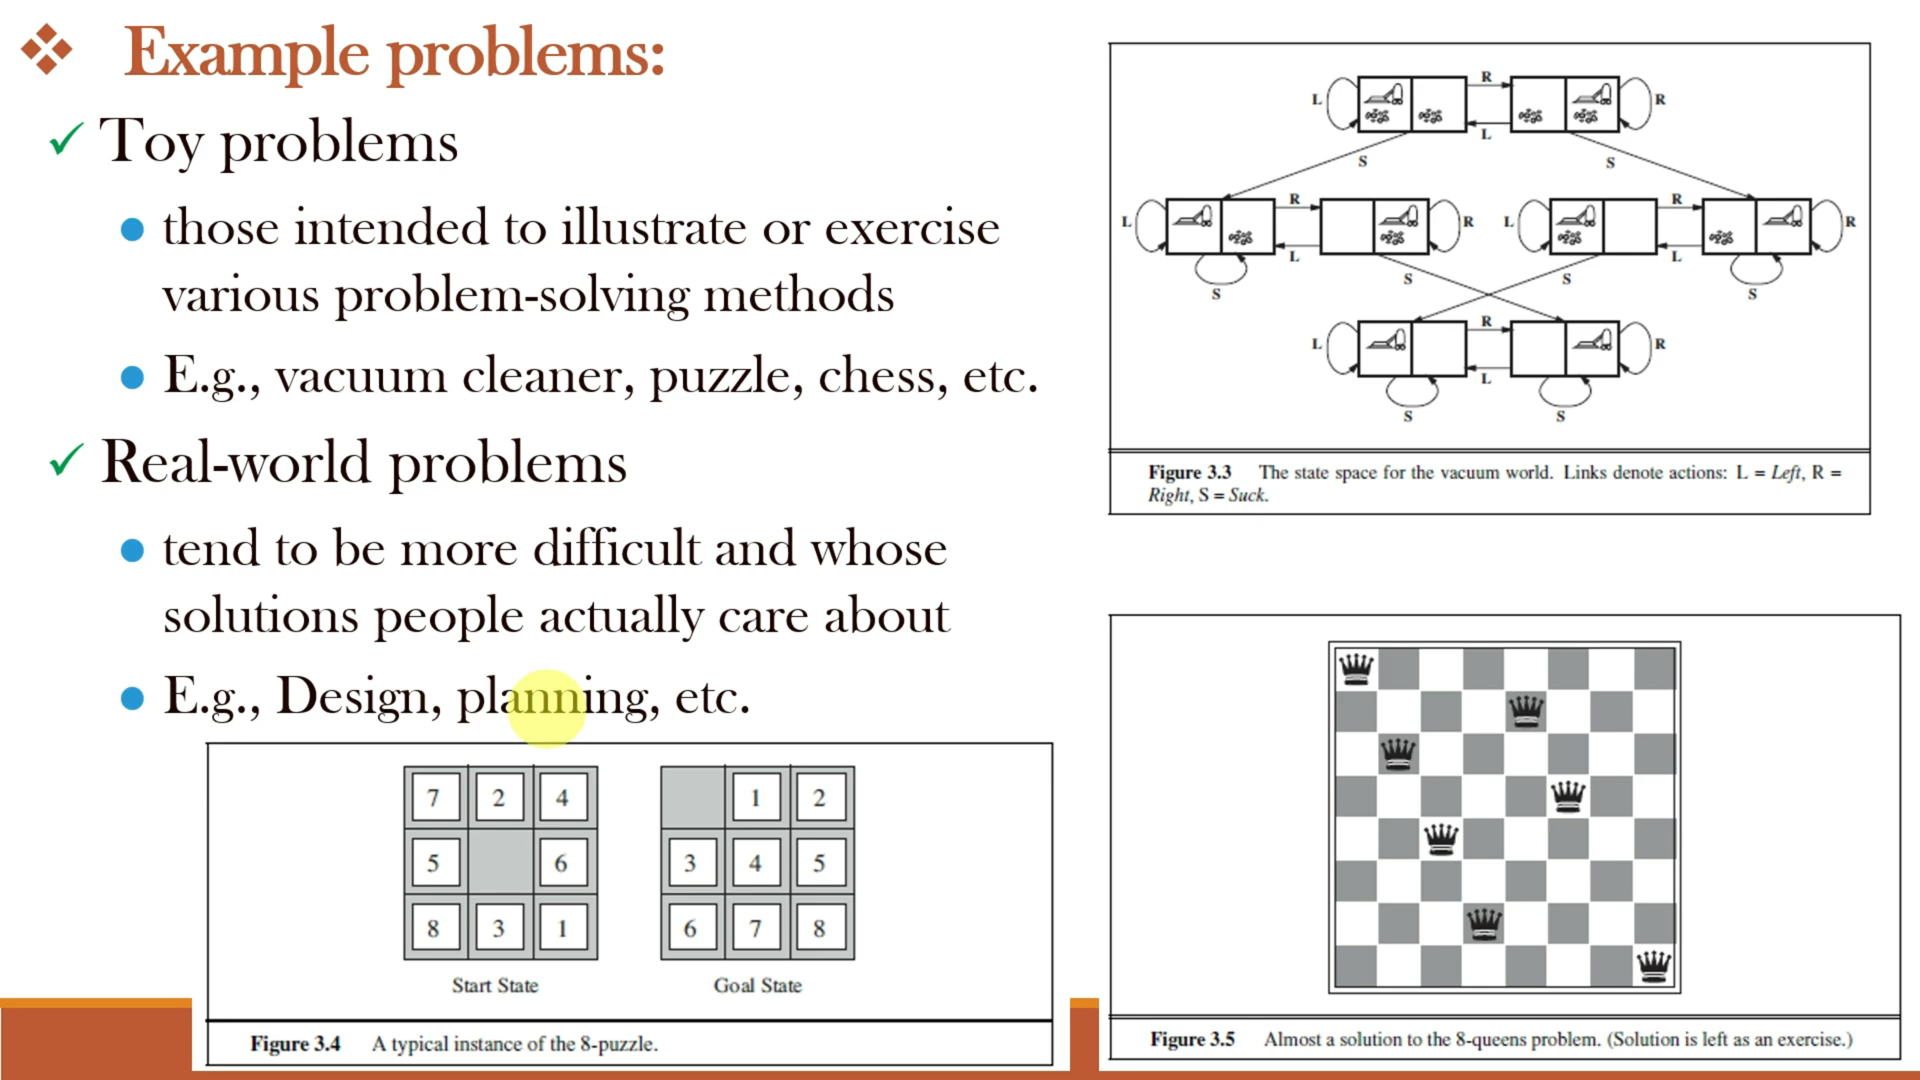 Example problems:
Toy problems
those intended to illustrate or exercise
various problem-solving methods
E.g., vacuum cleaner, puzzle, chess, etc.
Real-world problems
tend to be more difficult and whose
solutions people actually care about
E.g., Design, planning, etc.
7 2 4
5 6
8 3 1
Start State
1 2
3 4 5
6 7 8
Goal State
Figure 3.4 A typical instance of the 8-puzzle.
R
L R
L
S S
R R
L R L R
L L
S S S S
R
L R
L
S S
Figure 3.3 The state space for the vacuum world. Links denote actions: L = Left, R =
Right, S = Suck.
Figure 3.5 Almost a solution to the 8-queens problem. (Solution is left as an exercise.)